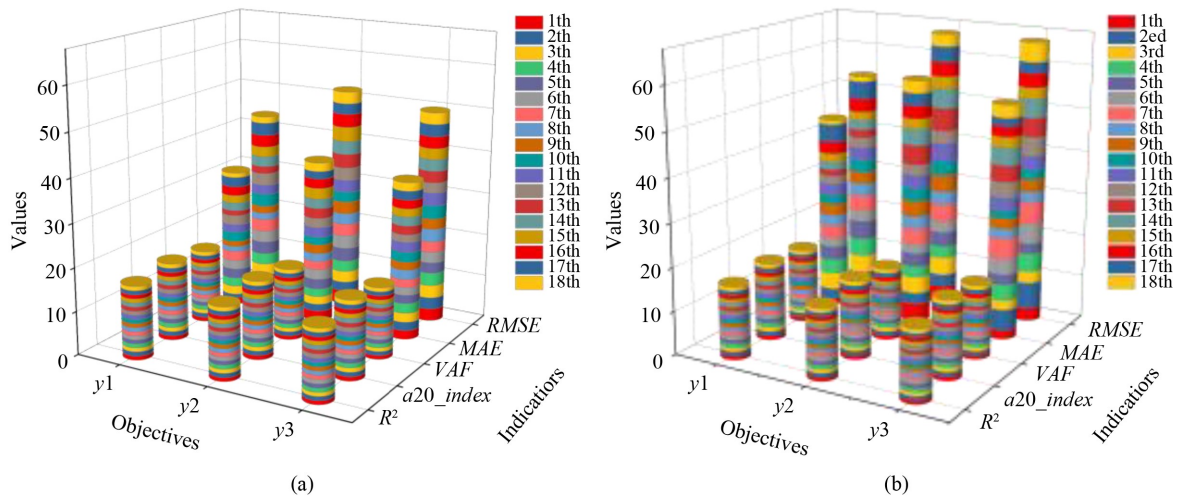 60
50
40
30
20
10
0
Values
y1
y2
y3
Objectives
R²
a20_index
VAF
MAE
RMSE
Indicatiors
1th
2th
3th
4th
5th
6th
7th
8th
9th
10th
11th
12th
13th
14th
15th
16th
17th
18th
(a)
60
50
40
30
20
10
0
Values
y1
y2
y3
Objectives
R²
a20_index
VAF
MAE
RMSE
Indicatiors
1th
2ed
3rd
4th
5th
6th
7th
8th
9th
10th
11th
12th
13th
14th
15th
16th
17th
18th
(b)